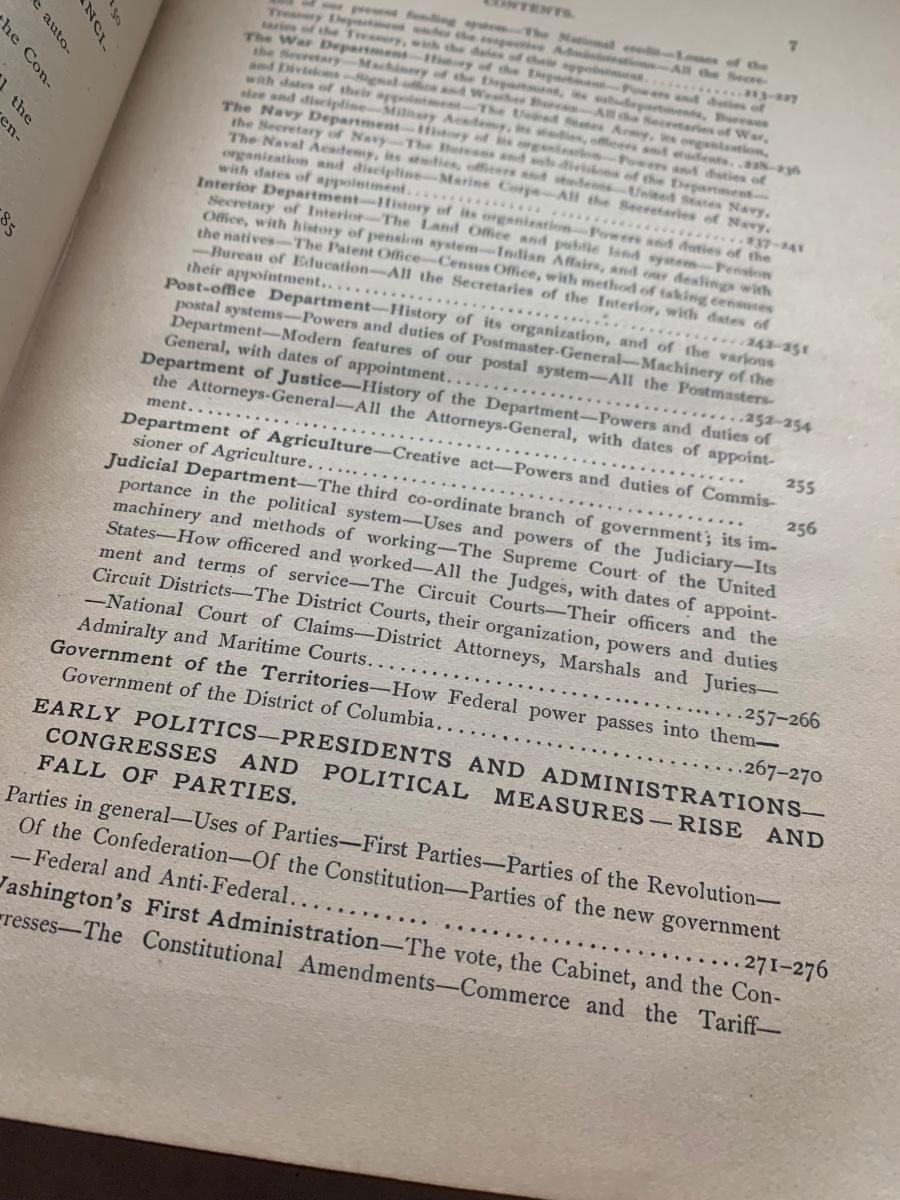 150
NCI.
e auto-
the Con-
l the
en-
85
CONTENTS.
7
and of our present funding system—The National credit—Losses of the
Treasury Department under the respective Administrations—All the Secre-
taries of the Treasury, with the dates of their appointment..........213–227
The War Department—History of the Department—Powers and duties of
the Secretary—Machinery of the Department, its subdepartments, Bureaus
and Divisions—Signal-office and Weather Bureau—All the Secretaries of War,
with dates of their appointment—The United States Army, its organization,
size and discipline—Military Academy, its studies, officers and students..228–236
The Navy Department—History of its organization—Powers and duties of
the Secretary of Navy—The Bureaus and sub-divisions of the Department—
The Naval Academy, its studies, officers and students—United States Navy,
organization and discipline—Marine Corps—All the Secretaries of Navy,
with dates of appointment..........237–241
Interior Department—History of its organization—Powers and duties of the
Secretary of Interior—The Land Office and public land system—Pension
Office, with history of pension system—Indian Affairs, and our dealings with
the natives—The Patent Office—Census Office, with method of taking censuses
—Bureau of Education—All the Secretaries of the Interior, with dates of
their appointment..........242–251
Post-office Department—History of its organization, and of the various
postal systems—Powers and duties of Postmaster-General—Machinery of the
Department—Modern features of our postal system—All the Postmasters-
General, with dates of appointment..........252–254
Department of Justice—History of the Department—Powers and duties of
the Attorneys-General—All the Attorneys-General, with dates of appoint-
ment.......... 255
Department of Agriculture—Creative act—Powers and duties of Commis-
sioner of Agriculture.......... 256
Judicial Department—The third co-ordinate branch of government; its im-
portance in the political system—Uses and powers of the Judiciary—Its
machinery and methods of working—The Supreme Court of the United
States—How officered and worked—All the Judges, with dates of appoint-
ment and terms of service—The Circuit Courts—Their officers and the
Circuit Districts—The District Courts, their organization, powers and duties
—National Court of Claims—District Attorneys, Marshals and Juries—
Admiralty and Maritime Courts..........257–266
Government of the Territories—How Federal power passes into them—
Government of the District of Columbia..........267–270
EARLY POLITICS—PRESIDENTS AND ADMINISTRATIONS—
CONGRESSES AND POLITICAL MEASURES—RISE AND
FALL OF PARTIES.
Parties in general—Uses of Parties—First Parties—Parties of the Revolution—
Of the Confederation—Of the Constitution—Parties of the new government
—Federal and Anti-Federal..........271–276
Washington's First Administration—The vote, the Cabinet, and the Con-
resses—The Constitutional Amendments—Commerce and the Tariff—